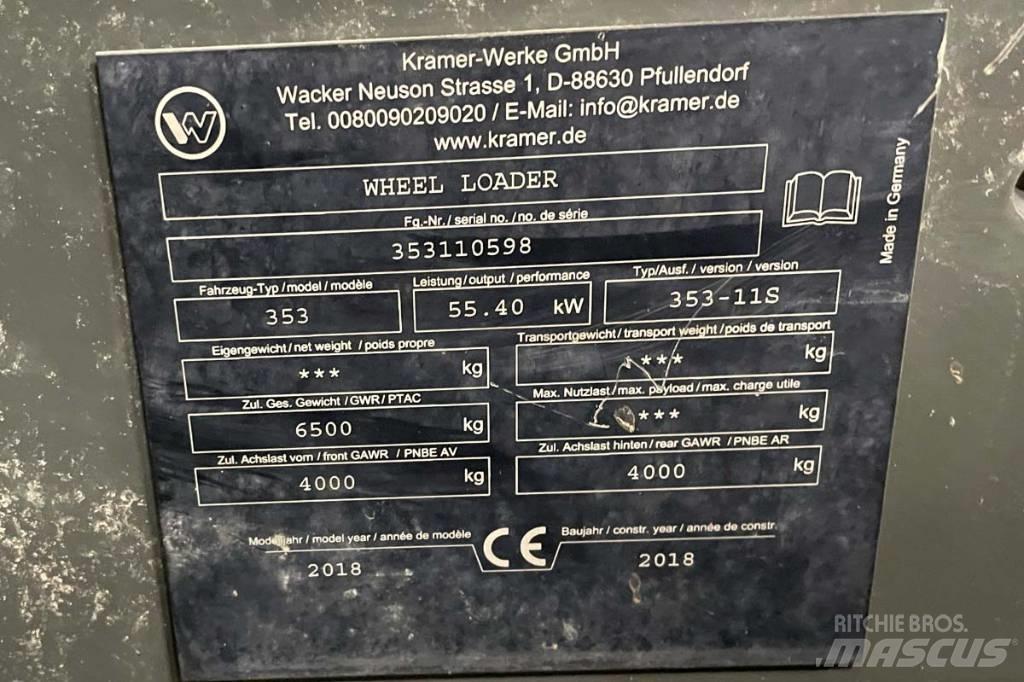 Kramer-Werke GmbH
Wacker Neuson Strasse 1, D-88630 Pfullendorf
Tel. 0080090209020 / E-Mail: info@kramer.de
www.kramer.de
W
WHEEL LOADER
Made in Germany
Fg.-Nr. / serial no. / no. de série
353110598
Fahrzeug-Typ / model / modèle
353
Leistung / output / performance
55.40 kW
Typ/Ausf. / version / version
353-11S
Eigengewicht / net weight / poids propre
*** kg
Transportgewicht / transport weight / poids de transport
*** kg
Zul. Ges. Gewicht / GWR / PTAC
6500 kg
Max. Nutzlast / max. payload / max. charge utile
*** kg
Zul. Achslast vorn / front GAWR / PNBE AV
4000 kg
Zul. Achslast hinten / rear GAWR / PNBE AR
4000 kg
Modelljahr / model year / année de modèle
2018
CE
Baujahr / constr. year / année de constr.
2018
RITCHIE BROS.
MASCUS